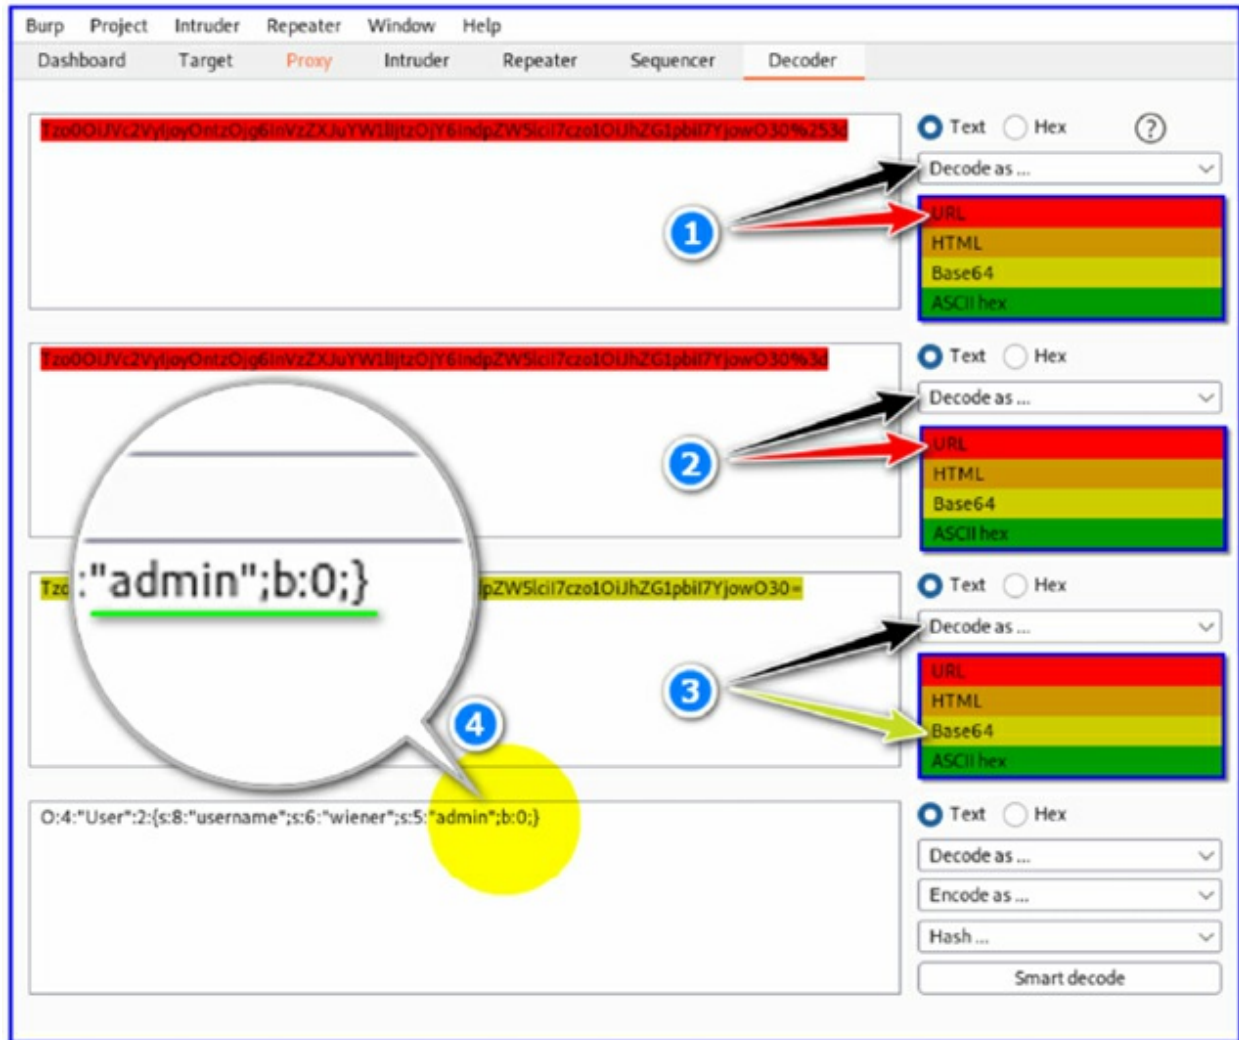 Burp Project Intruder Repeater Window Help
Dashboard Target Proxy Intruder Repeater Sequencer Decoder
Tzo0OiJVc2VyIjoyOntzOjg6InVzZXJuYW1lIjtzOjY6IndpZW5lciI7czo1OiJhZG1pbiI7YjowO30%253d
Text Hex ?
Decode as ...
1
URL
HTML
Base64
ASCII hex
Tzo0OiJVc2VyIjoyOntzOjg6InVzZXJuYW1lIjtzOjY6IndpZW5lciI7czo1OiJhZG1pbiI7YjowO30%3d
Text Hex
Decode as ...
2
URL
HTML
Base64
ASCII hex
:"admin";b:0;}
Tzo
pZW5lciI7czo1OiJhZG1pbiI7YjowO30=
Text Hex
Decode as ...
3
URL
HTML
Base64
ASCII hex
4
O:4:"User":2:{s:8:"username";s:6:"wiener";s:5:"admin";b:0;}
Text Hex
Decode as ...
Encode as ...
Hash ...
Smart decode